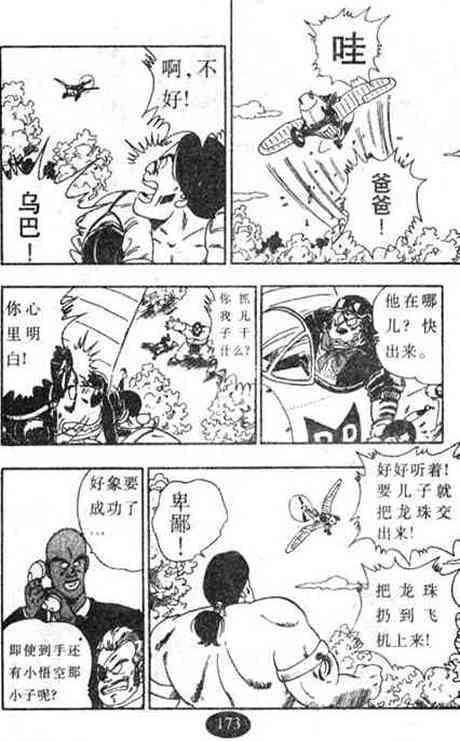 哇
爸爸！
啊，不
好！
乌巴！
他在哪
儿？快
出来。
你抓
我儿
子干
什么？
你心
里明
白！
好好听着！
要儿子就
把龙珠交
出来！
把龙珠
扔到飞
机上来！
卑鄙！
好象要
成功了
…
即使到手还
有小悟空那
小子呢？
173